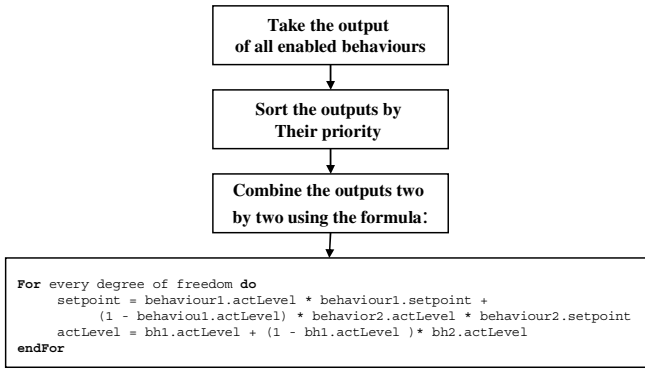 Take the output
of all enabled behaviours
Sort the outputs by
Their priority
Combine the outputs two
by two using the formula:
For every degree of freedom do
setpoint = behaviour1.actLevel * behaviour1.setpoint +
(1 - behaviou1.actLevel) * behavior2.actLevel * behaviour2.setpoint
actLevel = bh1.actLevel + (1 - bh1.actLevel )* bh2.actLevel
endFor